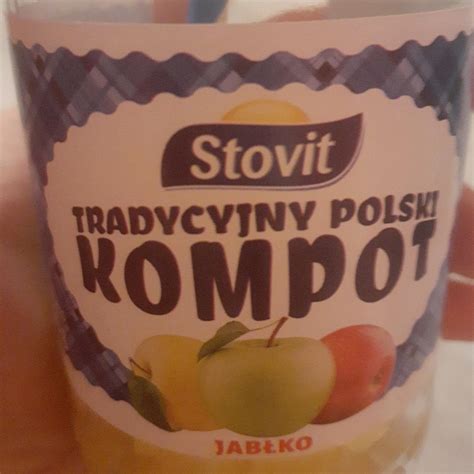 Stovit
TRADYCYJNY POLSKI
KOMPOT
JABŁKO